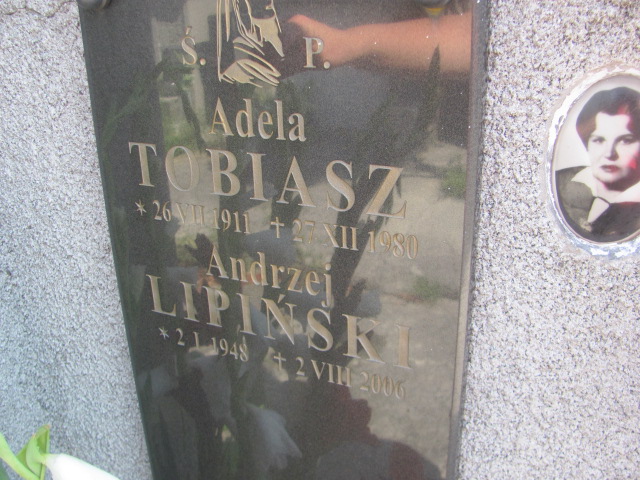 Ś. P.
Adela
TOBIASZ
* 26 VII 1911 + 27 XII 1980
Andrzej
LIPIŃSKI
* 2 I 1948 + 2 VIII 2006